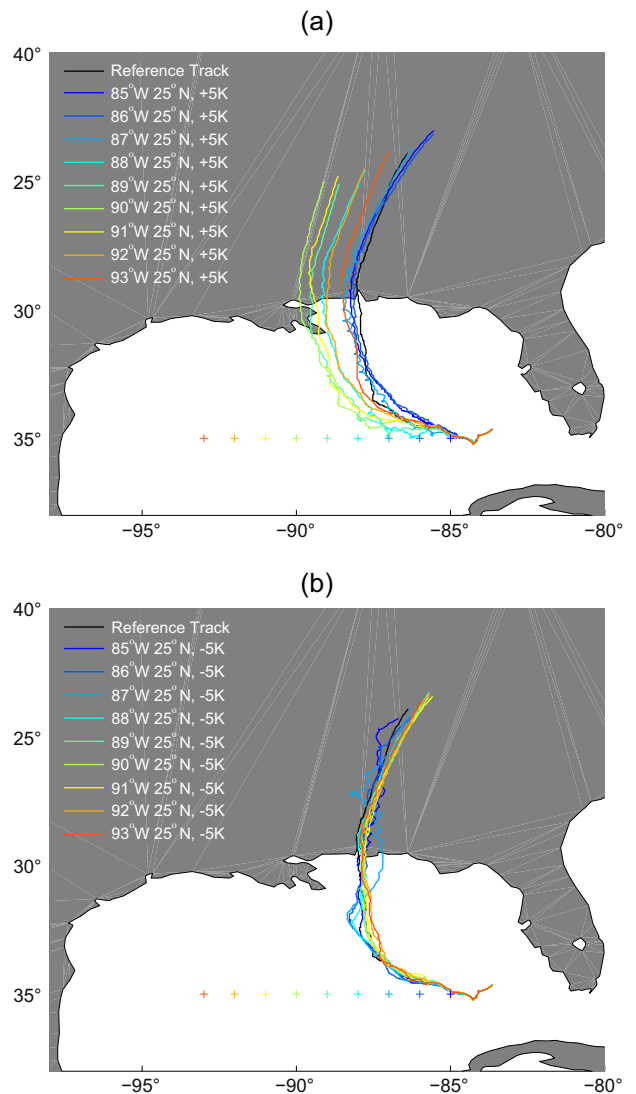 (a)
40°
Reference Track
85°W 25° N, +5K
86°W 25° N, +5K
87°W 25° N, +5K
88°W 25° N, +5K
25°
89°W 25° N, +5K
90°W 25° N, +5K
91°W 25° N, +5K
92°W 25° N, +5K
93°W 25° N, +5K
30°
35°
−95° −90° −85° −80°
(b)
40°
Reference Track
85°W 25° N, -5K
86°W 25° N, -5K
87°W 25° N, -5K
88°W 25° N, -5K
25°
89°W 25° N, -5K
90°W 25° N, -5K
91°W 25° N, -5K
92°W 25° N, -5K
93°W 25° N, -5K
30°
35°
−95° −90° −85° −80°